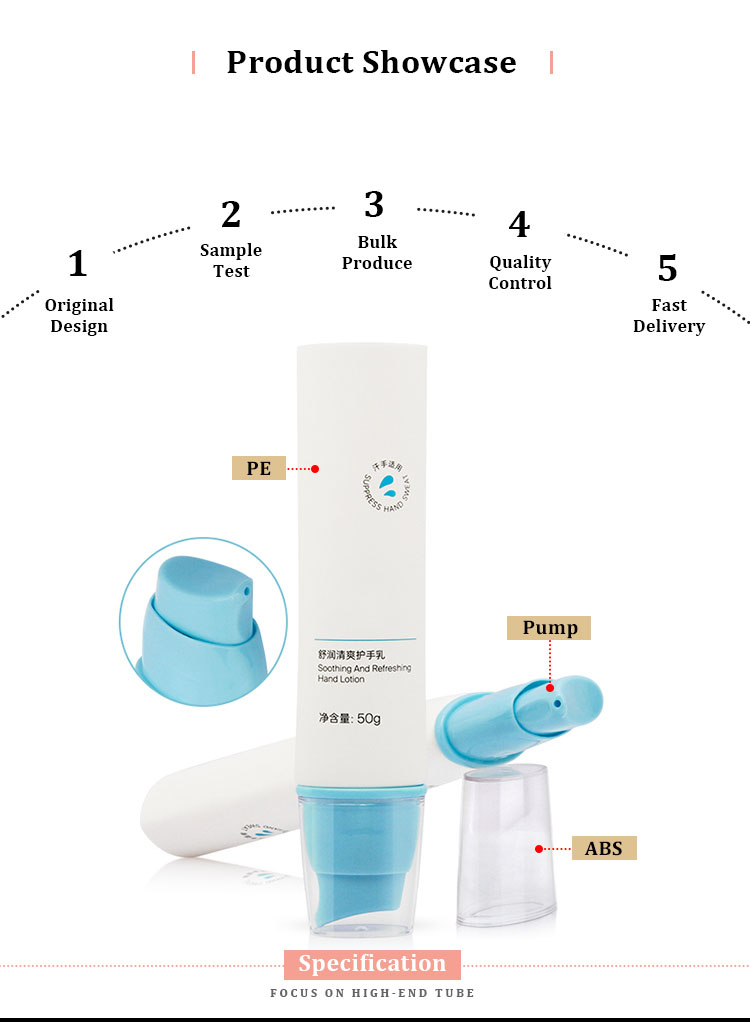 Product Showcase
1
Original
Design
2
Sample
Test
3
Bulk
Produce
4
Quality
Control
5
Fast
Delivery
PE
汗手适用
SUPPRESS HAND SWEAT
舒润清爽护手乳
Soothing And Refreshing
Hand Lotion
净含量: 50g
Pump
ABS
Specification
FOCUS ON HIGH-END TUBE